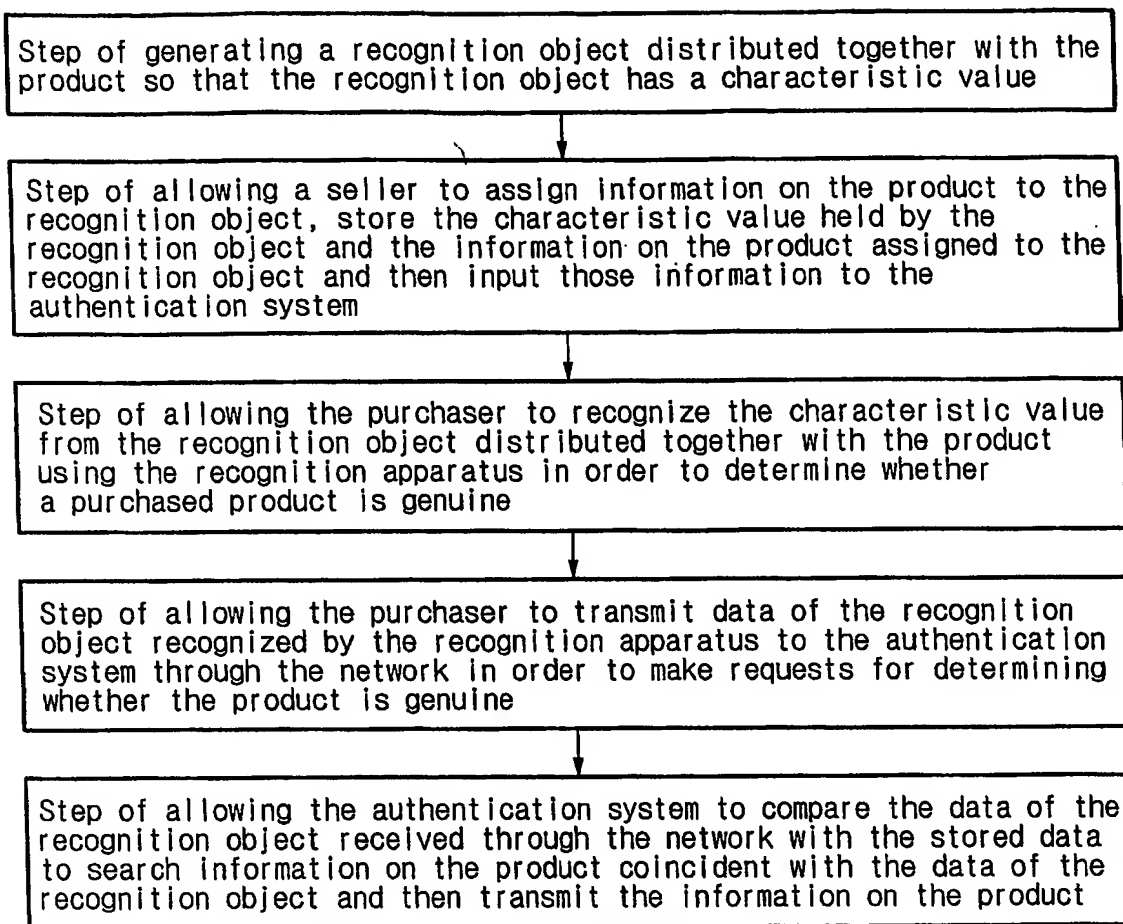 Step of generating a recognition object distributed together with the
product so that the recognition object has a characteristic value
Step of allowing a seller to assign information on the product to the
recognition object, store the characteristic value held by the
recognition object and the information on the product assigned to the
recognition object and then input those information to the
authentication system
Step of allowing the purchaser to recognize the characteristic value
from the recognition object distributed together with the product
using the recognition apparatus in order to determine whether
a purchased product is genuine
Step of allowing the purchaser to transmit data of the recognition
object recognized by the recognition apparatus to the authentication
system through the network in order to make requests for determining
whether the product is genuine
Step of allowing the authentication system to compare the data of the
recognition object received through the network with the stored data
to search information on the product coincident with the data of the
recognition object and then transmit the information on the product